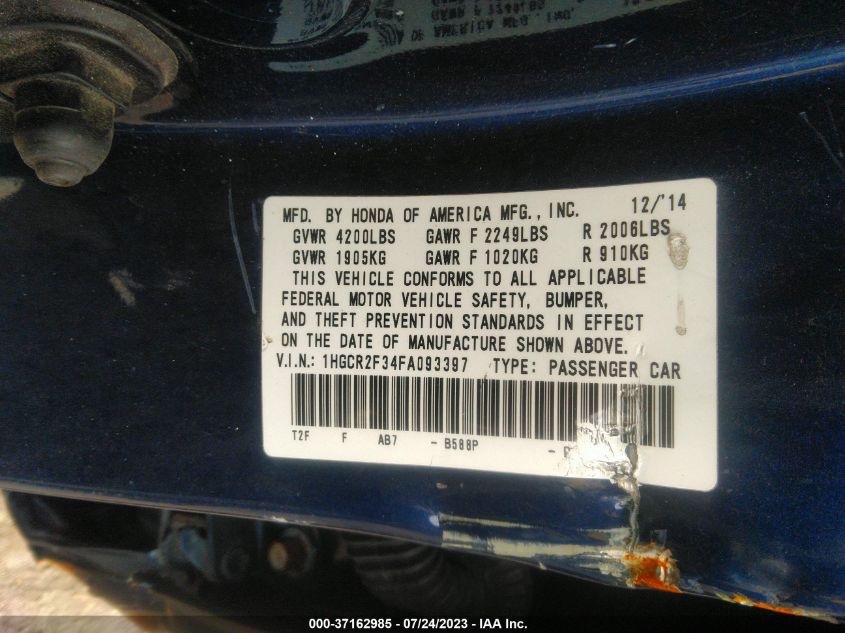 MFD. BY HONDA OF AMERICA MFG., INC. 12/'14
GVWR 4200LBS GAWR F 2249LBS R 2006LBS
GVWR 1905KG GAWR F 1020KG R 910KG
THIS VEHICLE CONFORMS TO ALL APPLICABLE
FEDERAL MOTOR VEHICLE SAFETY, BUMPER,
AND THEFT PREVENTION STANDARDS IN EFFECT
ON THE DATE OF MANUFACTURE SHOWN ABOVE.
V.I.N.: 1HGCR2F34FA093397 TYPE: PASSENGER CAR
T2F F AB7 - B588P -
000-37162985 - 07/24/2023 - IAA Inc.